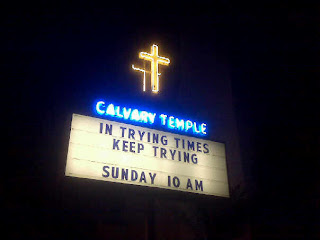 CALVARY TEMPLE
IN TRYING TIMES
KEEP TRYING
SUNDAY 10 AM